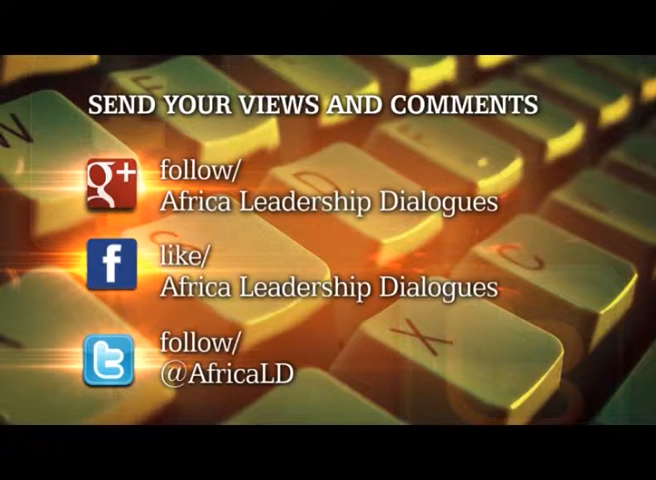 SEND YOUR VIEWS AND COMMENTS
g+
follow/
Africa Leadership Dialogues
f
like/
Africa Leadership Dialogues
t
follow/
@AfricaLD
W
F
D
S
C
X